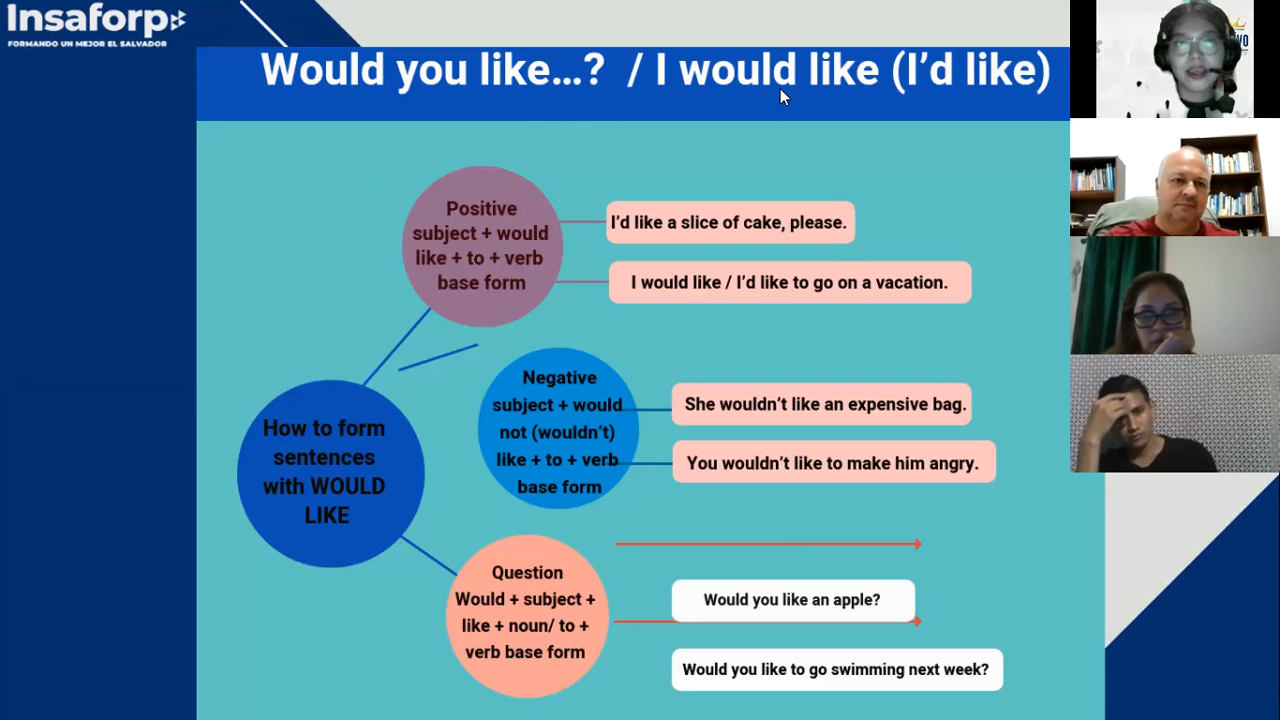 Insaforp
FORMANDO UN MEJOR EL SALVADOR
Would you like...? / I would like (I'd like)
Positive
subject + would
like + to + verb
base form
I'd like a slice of cake, please.
I would like / I'd like to go on a vacation.
How to form
sentences
with WOULD
LIKE
Negative
subject + would
not (wouldn't)
like + to + verb
base form
She wouldn't like an expensive bag.
You wouldn't like to make him angry.
Question
Would + subject +
like + noun/ to +
verb base form
Would you like an apple?
Would you like to go swimming next week?